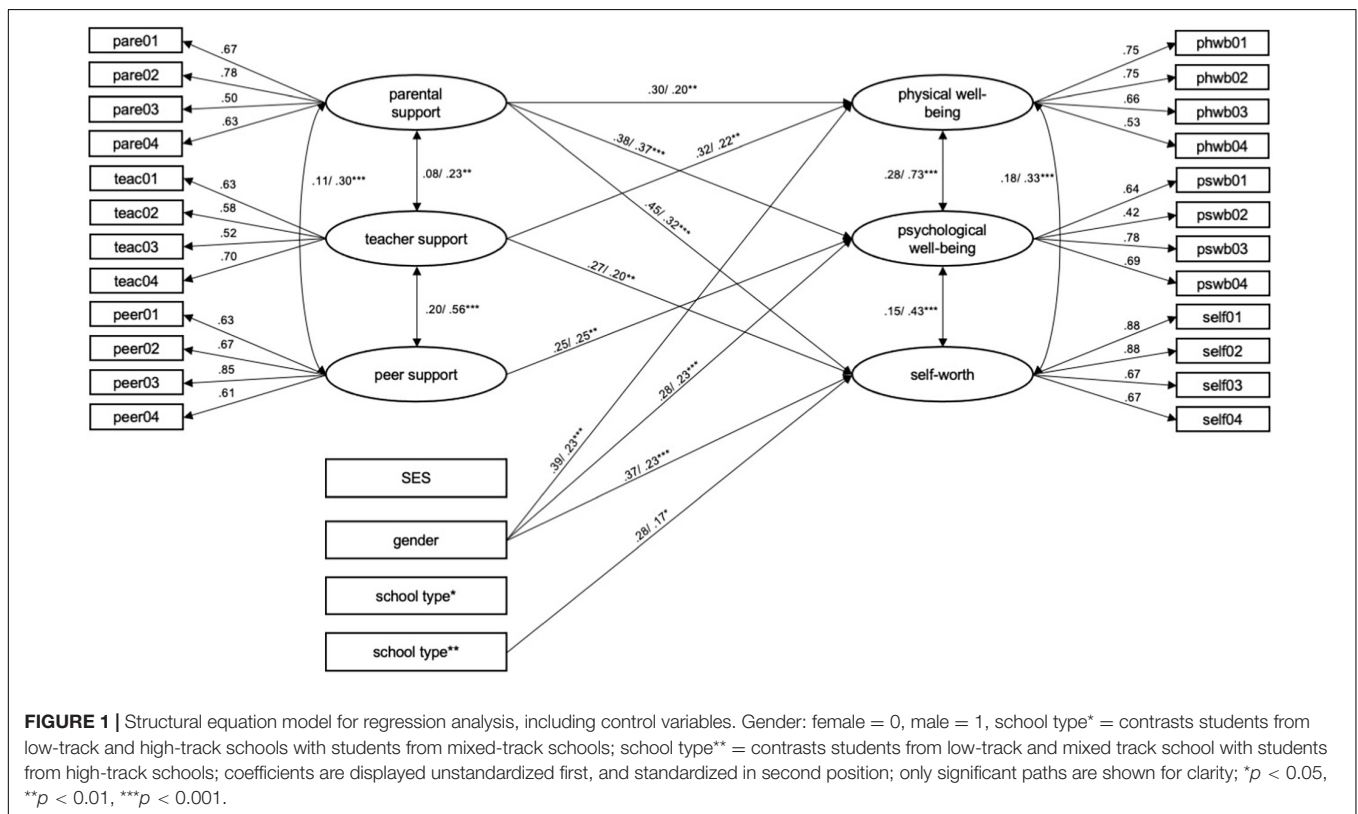 pare01
pare02
pare03
pare04
teac01
teac02
teac03
teac04
peer01
peer02
peer03
peer04
.67
.78
.50
.63
.63
.58
.52
.70
.63
.67
.85
.61
parental
support
teacher support
peer support
.11/ .30***
.08/ .23**
.20/ .56***
SES
gender
school type*
school type**
.30/ .20**
.38/ .37***
.45/ .32***
.32/ .22**
.27/ .20**
.25/ .25**
.39/ .23***
.28/ .23***
.37/ .23***
.28/ .17*
physical well-
being
psychological
well-being
self-worth
.28/ .73***
.18/ .33***
.15/ .43***
.75
.75
.66
.53
.64
.42
.78
.69
.88
.88
.67
.67
phwb01
phwb02
phwb03
phwb04
pswb01
pswb02
pswb03
pswb04
self01
self02
self03
self04
FIGURE 1 | Structural equation model for regression analysis, including control variables. Gender: female = 0, male = 1, school type* = contrasts students from
low-track and high-track schools with students from mixed-track schools; school type** = contrasts students from low-track and mixed track school with students
from high-track schools; coefficients are displayed unstandardized first, and standardized in second position; only significant paths are shown for clarity; *p < 0.05,
**p < 0.01, ***p < 0.001.